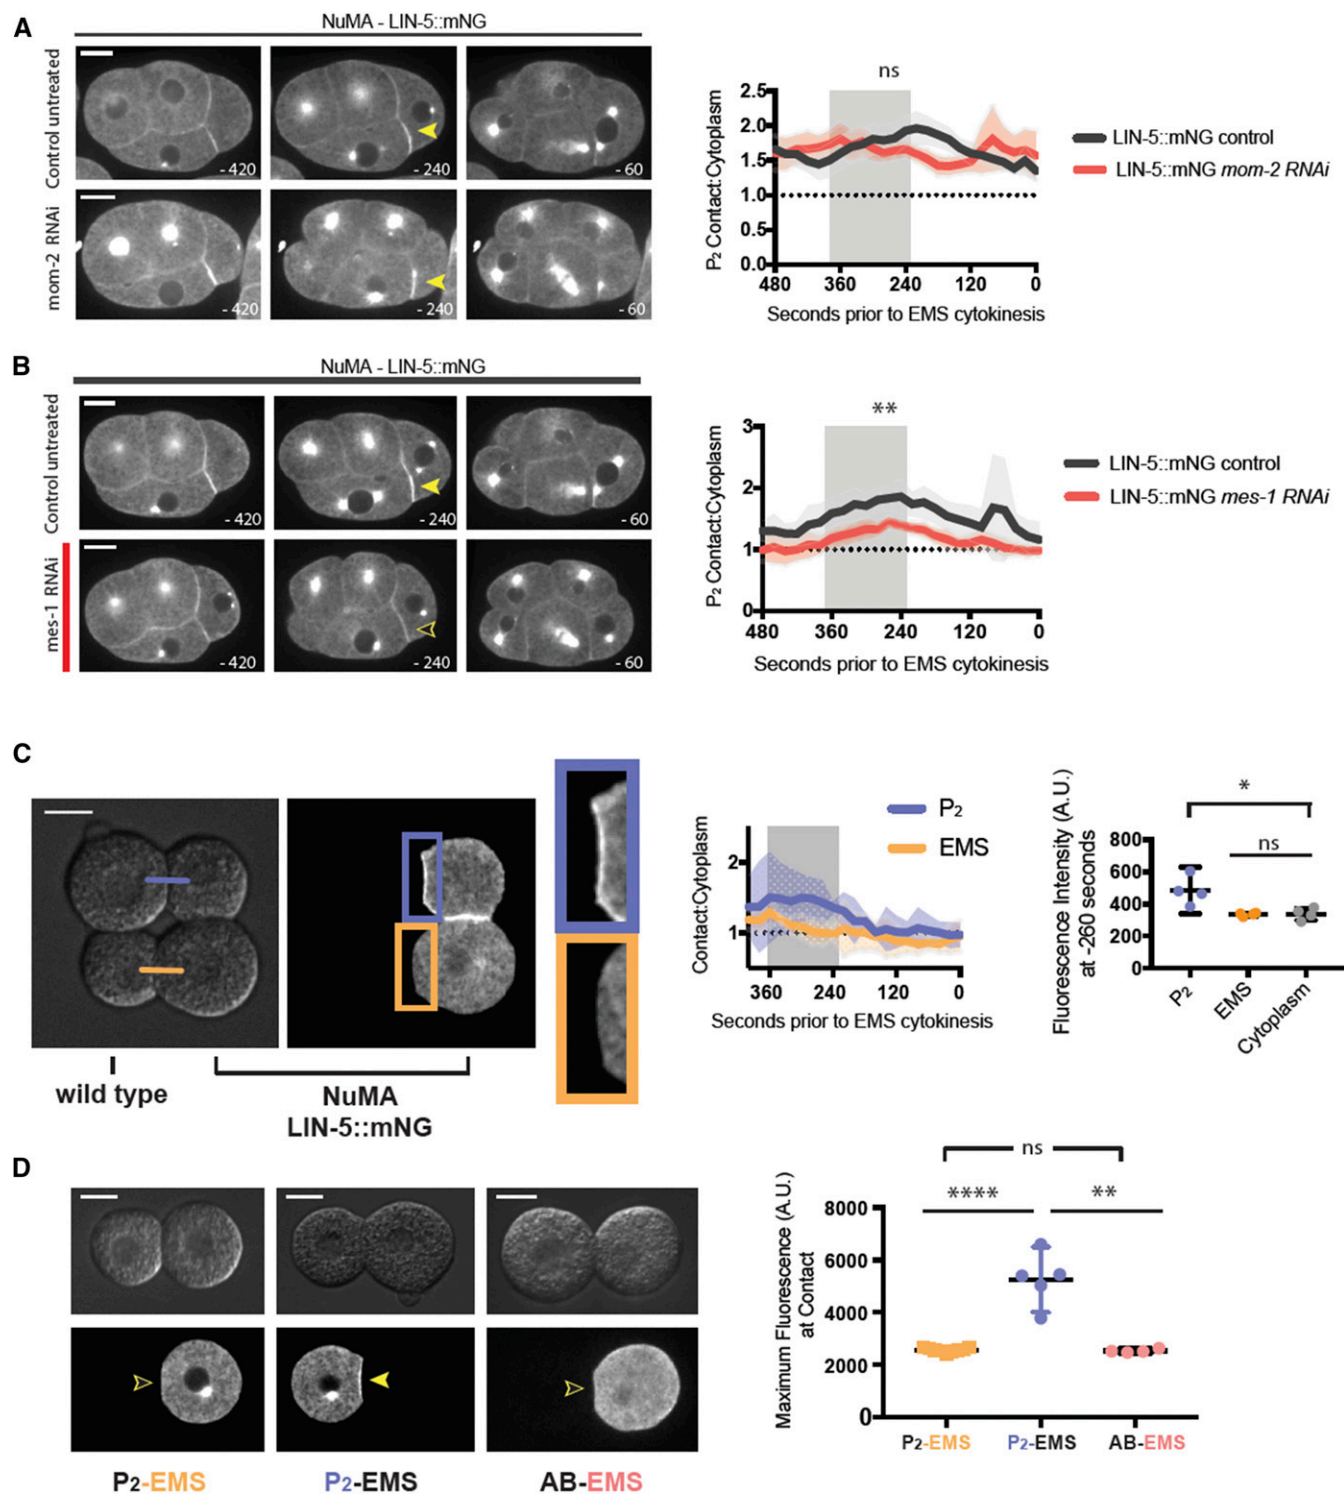 A
NuMA - LIN-5::mNG
Control untreated
- 420
- 240
- 60
mom-2 RNAi
- 420
- 240
- 60
ns
P2 Contact:Cytoplasm
2.5
2.0
1.5
1.0
0.5
0.0
480 360 240 120 0
Seconds prior to EMS cytokinesis
LIN-5::mNG control
LIN-5::mNG mom-2 RNAi
B
NuMA - LIN-5::mNG
Control untreated
- 420
- 240
- 60
mes-1 RNAi
- 420
- 240
- 60
**
P2 Contact:Cytoplasm
3
2
1
0
480 360 240 120 0
Seconds prior to EMS cytokinesis
LIN-5::mNG control
LIN-5::mNG mes-1 RNAi
C
wild type
NuMA
LIN-5::mNG
P2
EMS
Contact:Cytoplasm
2
1
360 240 120 0
Seconds prior to EMS cytokinesis
Fluorescence Intensity (A.U.)
at -260 seconds
*
ns
800
600
400
200
0
P2 EMS Cytoplasm
D
P2-EMS P2-EMS AB-EMS
ns
**** **
Maximum Fluorescence (A.U.)
at Contact
8000
6000
4000
2000
0
P2-EMS P2-EMS AB-EMS